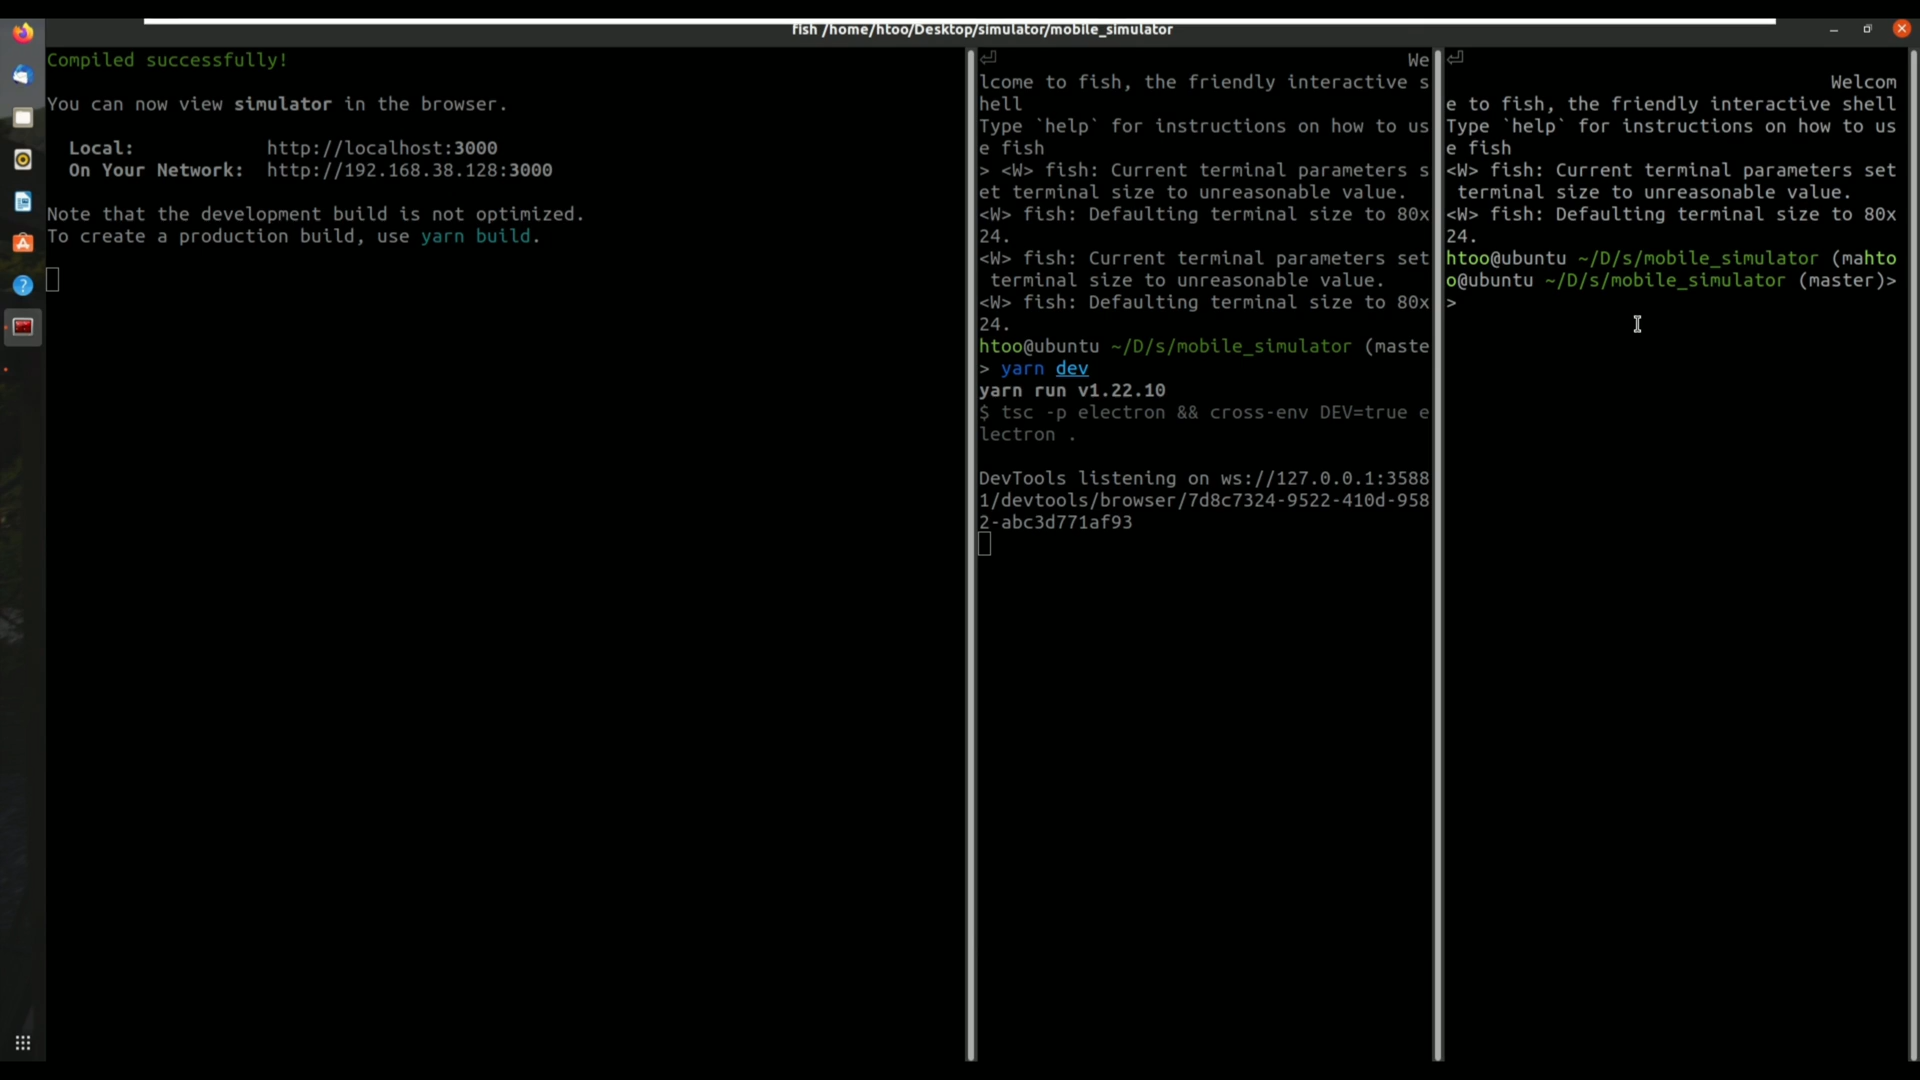 fish /home/htoo/Desktop/simulator/mobile_simulator
Compiled successfully!
You can now view simulator in the browser.
Local: http://localhost:3000
On Your Network: http://192.168.38.128:3000
Note that the development build is not optimized.
To create a production build, use yarn build.
We
lcome to fish, the friendly interactive s
hell
Type `help` for instructions on how to us
e fish
> <W> fish: Current terminal parameters s
et terminal size to unreasonable value.
<W> fish: Defaulting terminal size to 80x
24.
<W> fish: Current terminal parameters set
 terminal size to unreasonable value.
<W> fish: Defaulting terminal size to 80x
24.
htoo@ubuntu ~/D/s/mobile_simulator (maste
> yarn dev
yarn run v1.22.10
$ tsc -p electron && cross-env DEV=true e
lectron .
DevTools listening on ws://127.0.0.1:3588
1/devtools/browser/7d8c7324-9522-410d-958
2-abc3d771af93
Welcom
e to fish, the friendly interactive shell
Type `help` for instructions on how to us
e fish
<W> fish: Current terminal parameters set
 terminal size to unreasonable value.
<W> fish: Defaulting terminal size to 80x
24.
htoo@ubuntu ~/D/s/mobile_simulator (mahto
o@ubuntu ~/D/s/mobile_simulator (master)>
>